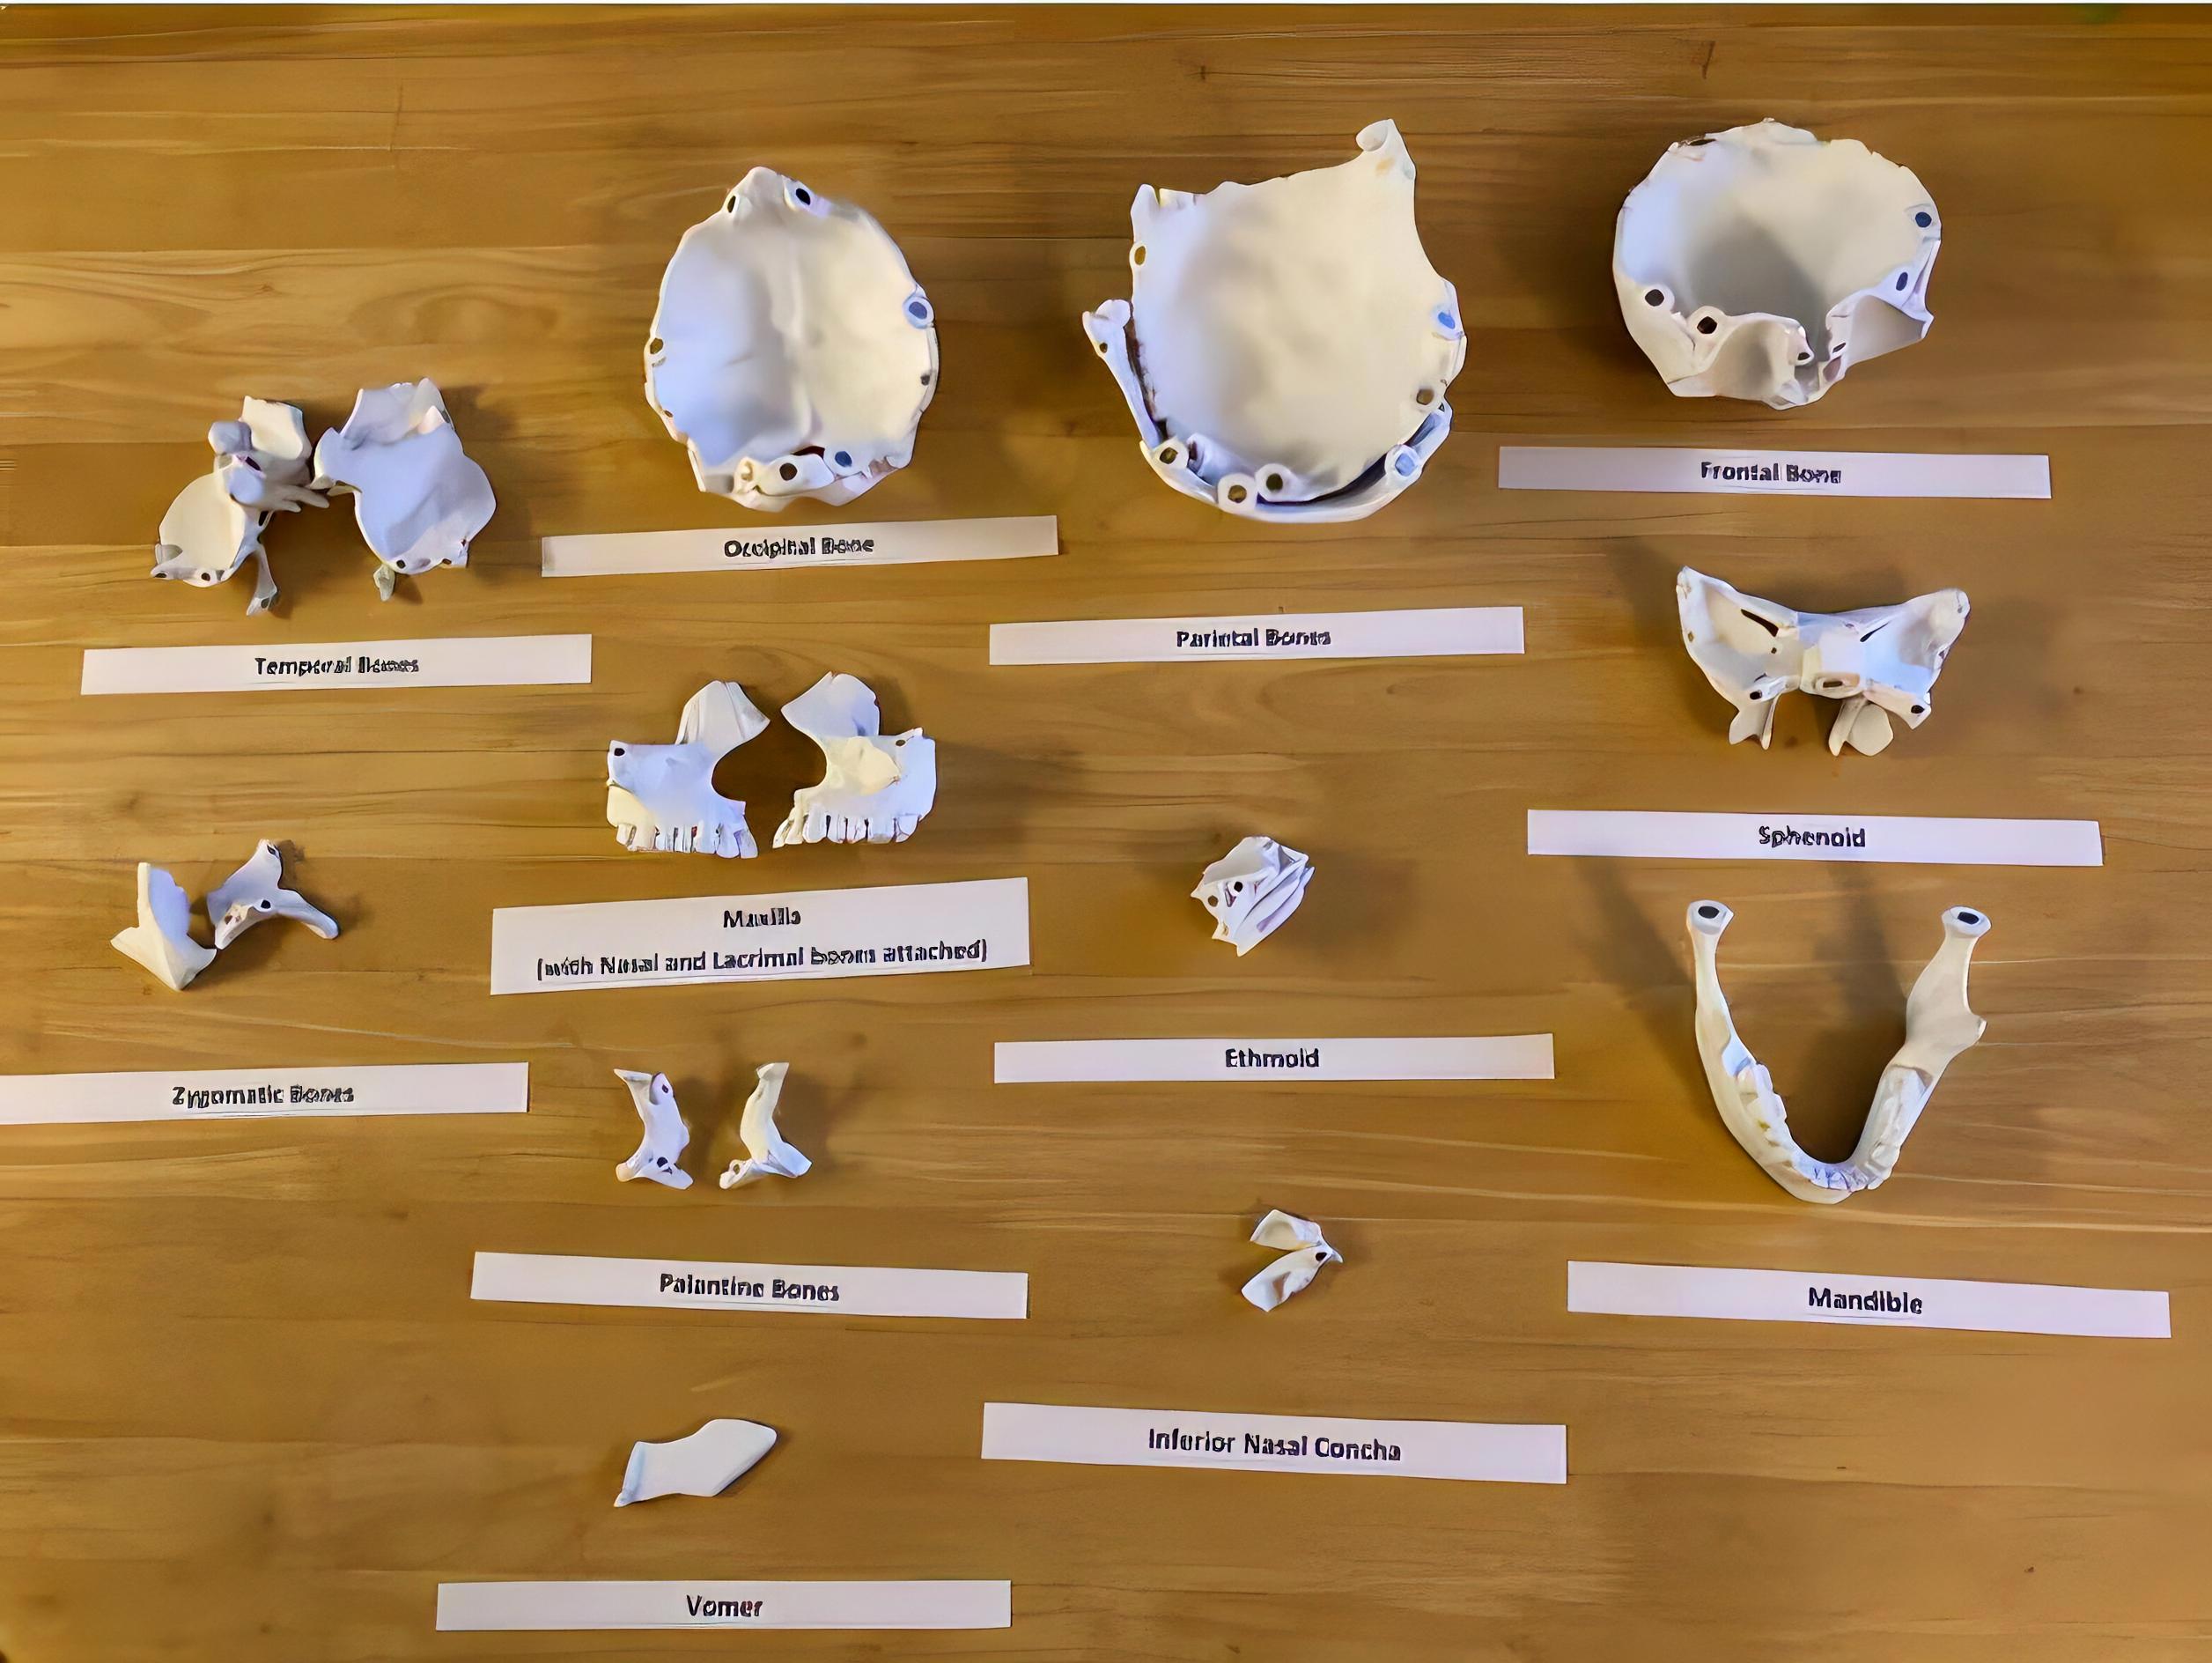 Frontal Bone
Occipital Bone
Parietal Bones
Temporal Bones
Sphenoid
Maxilla
(with Nasal and Lacrimal bones attached)
Ethmoid
Zygomatic Bones
Palantine Bones
Mandible
Inferior Nasal Concha
Vomer